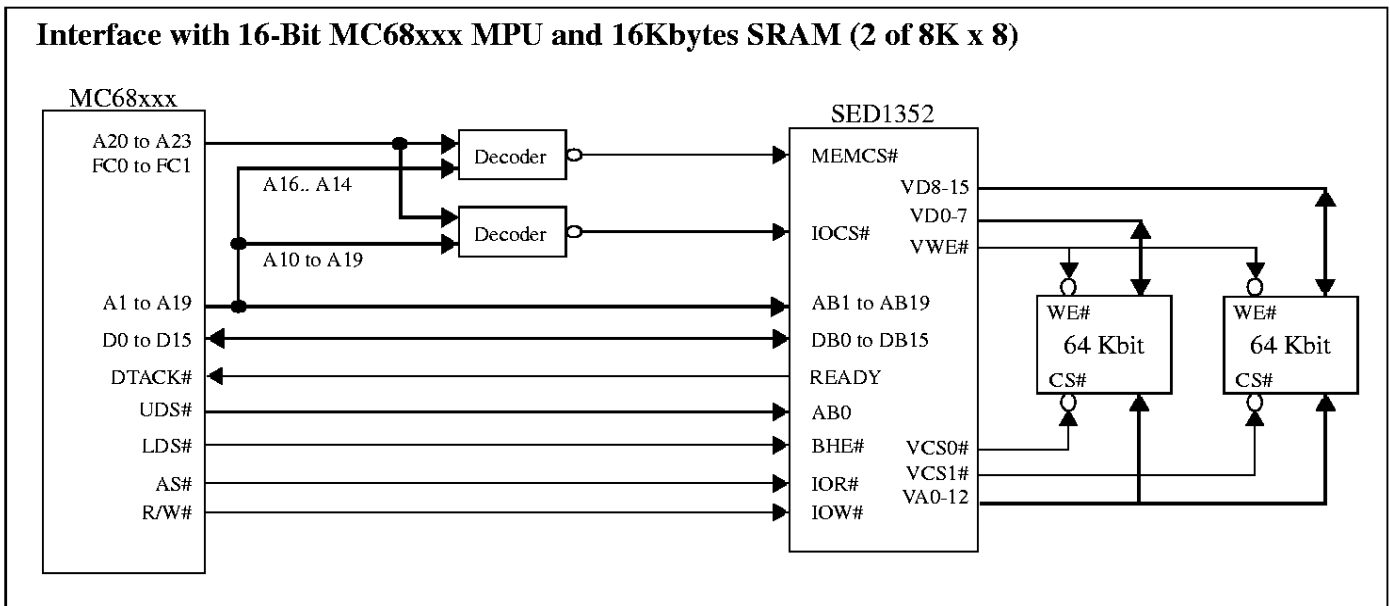 Interface with 16-Bit MC68xxx MPU and 16Kbytes SRAM (2 of 8K x 8)
MC68xxx
A20 to A23
FC0 to FC1
A1 to A19
D0 to D15
DTACK#
UDS#
LDS#
AS#
R/W#
A16.. A14
A10 to A19
Decoder
Decoder
SED1352
MEMCS#
IOCS#
AB1 to AB19
DB0 to DB15
READY
AB0
BHE#
IOR#
IOW#
VD8-15
VD0-7
VWE#
VCS0#
VCS1#
VA0-12
WE#
64 Kbit
CS#
WE#
64 Kbit
CS#